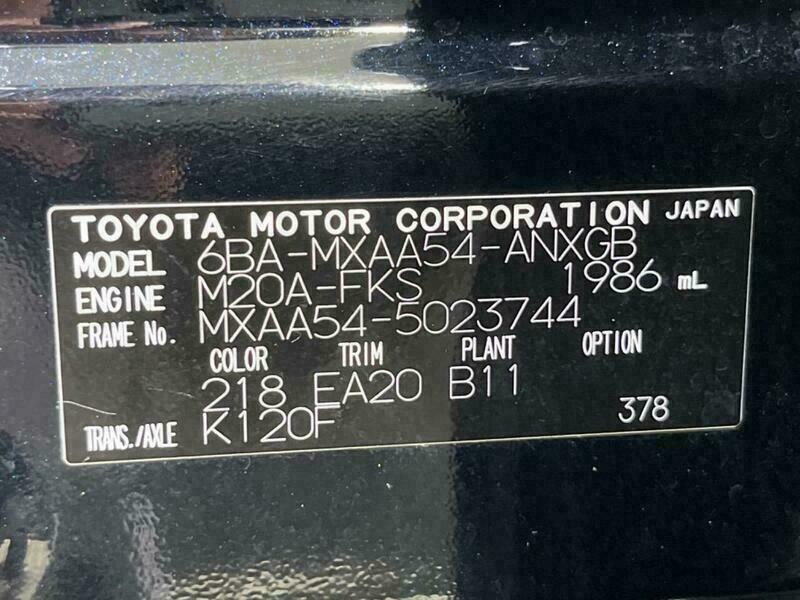 TOYOTA MOTOR CORPORATION JAPAN
MODEL 6BA-MXAA54-ANXGB
ENGINE M20A-FKS 1986 mL
FRAME No. MXAA54-5023744
COLOR TRIM PLANT OPTION
218 EA20 B11
TRANS./AXLE K120F 378